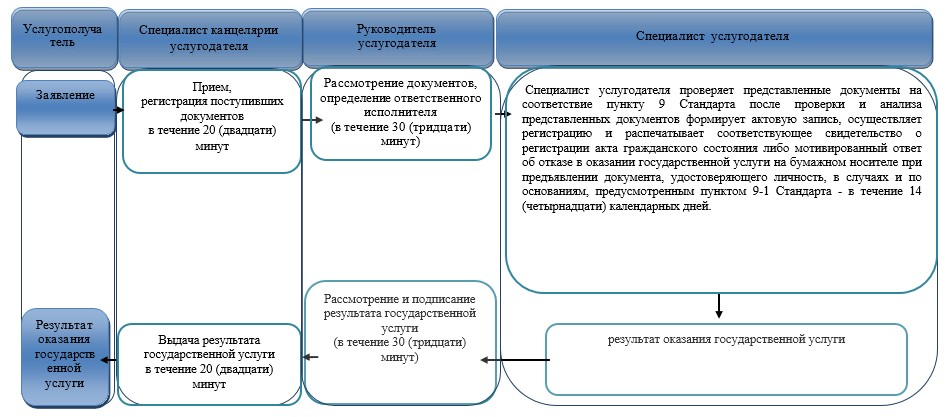 Услугополуча
тель
Специалист канцелярии
услугодателя
Руководитель
услугодателя
Специалист услугодателя
Заявление
Прием,
регистрация поступивших
документов
в течение 20 (двадцати)
минут
Рассмотрение документов,
определение ответственного
исполнителя
(в течение 30 (тридцати)
минут)
Специалист услугодателя проверяет представленные документы на
соответствие пункту 9 Стандарта после проверки и анализа
представленных документов формирует актовую запись, осуществляет
регистрацию и распечатывает соответствующее свидетельство о
регистрации акта гражданского состояния либо мотивированный ответ
об отказе в оказании государственной услуги на бумажном носителе при
предъявлении документа, удостоверяющего личность, в случаях и по
основаниям, предусмотренным пунктом 9-1 Стандарта - в течение 14
(четырнадцати) календарных дней.
Результат
оказания
государств
енной
услуги
Выдача результата
государственной услуги
в течение 20 (двадцати)
минут
Рассмотрение и подписание
результата государственной
услуги
(в течение 30 (тридцати)
минут)
результат оказания государственной услуги